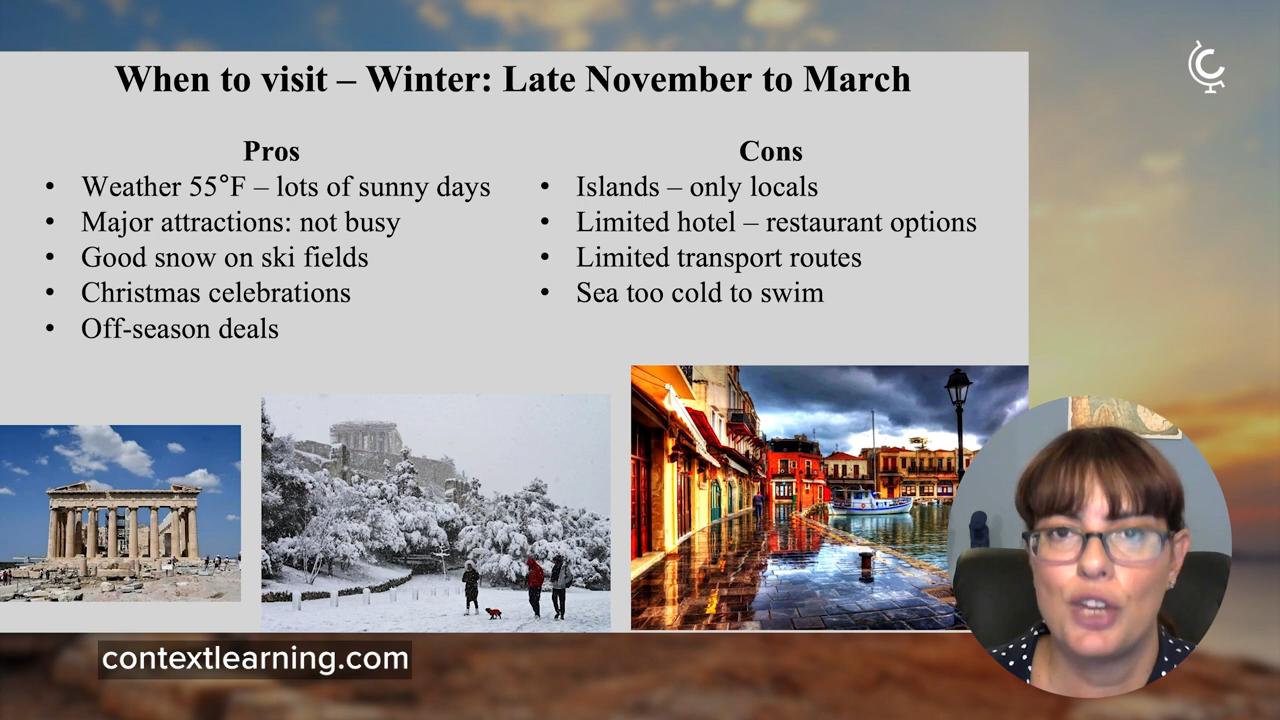 When to visit – Winter: Late November to March
Pros
• Weather 55°F – lots of sunny days
• Major attractions: not busy
• Good snow on ski fields
• Christmas celebrations
• Off-season deals
Cons
• Islands – only locals
• Limited hotel – restaurant options
• Limited transport routes
• Sea too cold to swim
contextlearning.com